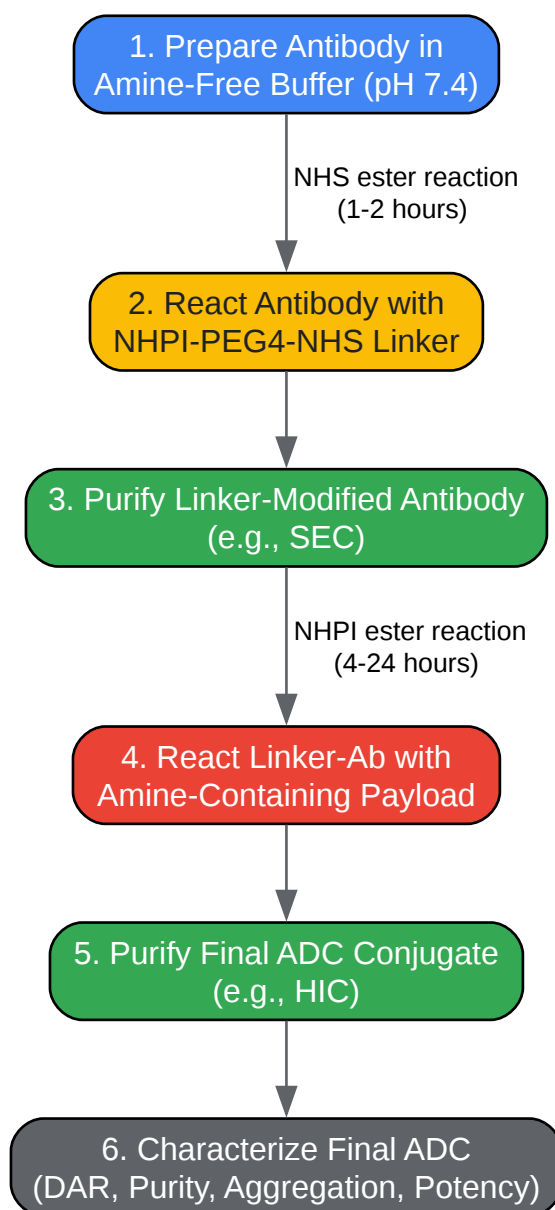 1. Prepare Antibody in
Amine-Free Buffer (pH 7.4)
NHS ester reaction
(1-2 hours)
2. React Antibody with
NHPI-PEG4-NHS Linker
3. Purify Linker-Modified Antibody
(e.g., SEC)
NHPI ester reaction
(4-24 hours)
4. React Linker-Ab with
Amine-Containing Payload
5. Purify Final ADC Conjugate
(e.g., HIC)
6. Characterize Final ADC
(DAR, Purity, Aggregation, Potency)